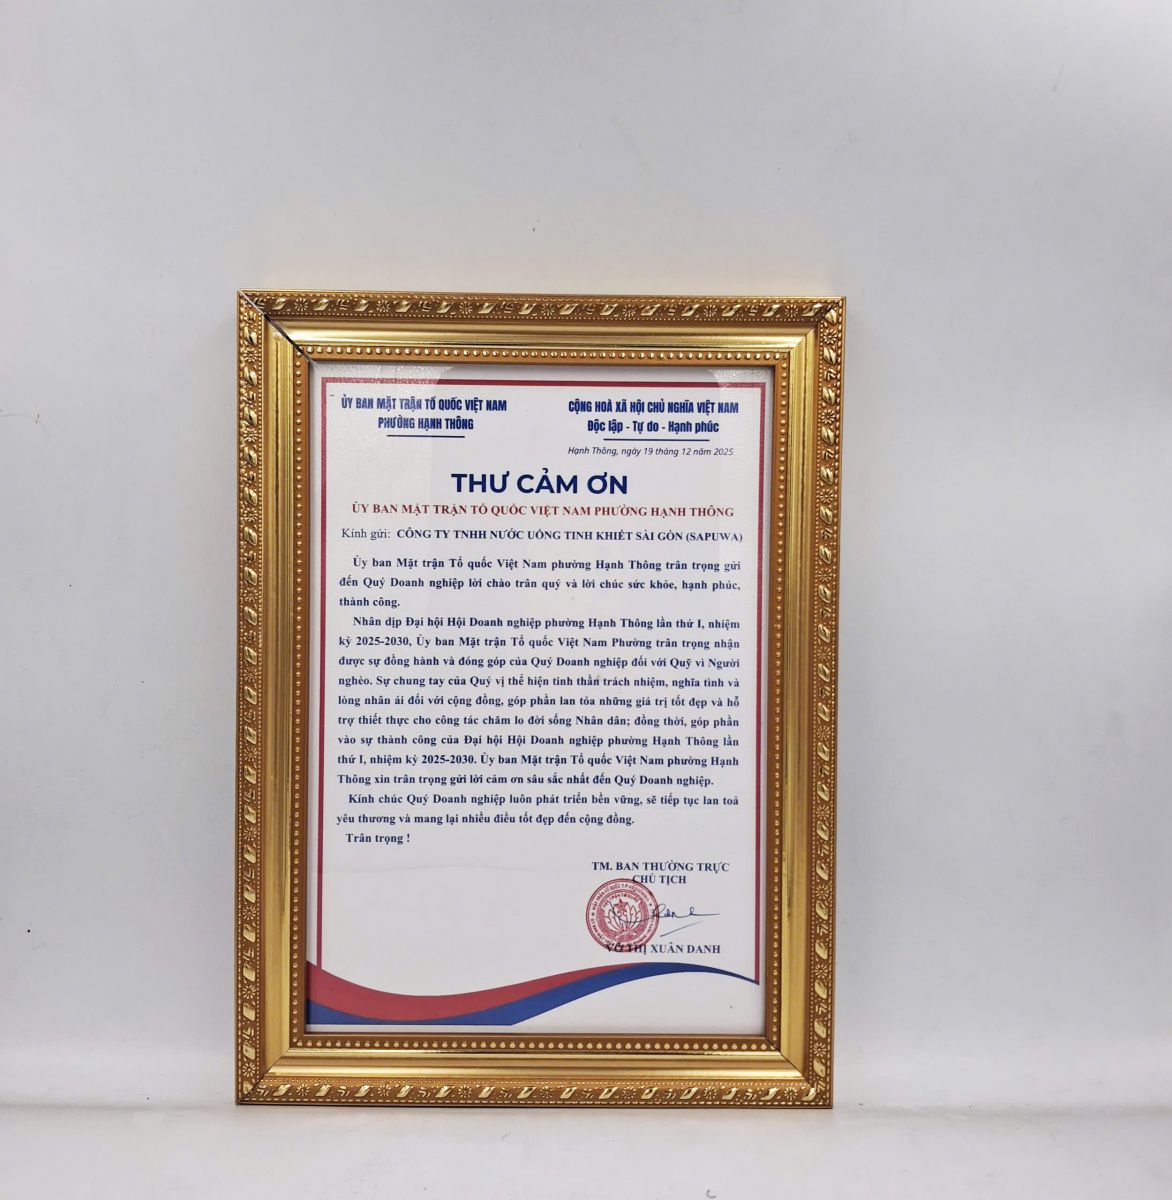 ỦY BAN MẶT TRẬN TỔ QUỐC VIỆT NAM
PHƯỜNG HẠNH THÔNG
CỘNG HOÀ XÃ HỘI CHỦ NGHĨA VIỆT NAM
Độc lập - Tự do - Hạnh phúc
Hạnh Thông, ngày 19 tháng 12 năm 2025
THƯ CẢM ƠN
ỦY BAN MẶT TRẬN TỔ QUỐC VIỆT NAM PHƯỜNG HẠNH THÔNG
Kính gửi: CÔNG TY TNHH NƯỚC UỐNG TINH KHIẾT SÀI GÒN (SAPUWA)
Ủy ban Mặt trận Tổ quốc Việt Nam phường Hạnh Thông trân trọng gửi
đến Quý Doanh nghiệp lời chào trân quý và lời chúc sức khỏe, hạnh phúc,
thành công.
Nhân dịp Đại hội Hội Doanh nghiệp phường Hạnh Thông lần thứ I, nhiệm
kỳ 2025-2030, Ủy ban Mặt trận Tổ quốc Việt Nam Phường trân trọng nhận
được sự đồng hành và đóng góp của Quý Doanh nghiệp đối với Quỹ vì Người
nghèo. Sự chung tay của Quý vị thể hiện tinh thần trách nhiệm, nghĩa tình và
lòng nhân ái đối với cộng đồng, góp phần lan tỏa những giá trị tốt đẹp và hỗ
trợ thiết thực cho công tác chăm lo đời sống Nhân dân; đồng thời, góp phần
vào sự thành công của Đại hội Hội Doanh nghiệp phường Hạnh Thông lần
thứ I, nhiệm kỳ 2025-2030. Ủy ban Mặt trận Tổ quốc Việt Nam phường Hạnh
Thông xin trân trọng gửi lời cảm ơn sâu sắc nhất đến Quý Doanh nghiệp.
Kính chúc Quý Doanh nghiệp luôn phát triển bền vững, sẽ tiếp tục lan toả
yêu thương và mang lại nhiều điều tốt đẹp đến cộng đồng.
Trân trọng !
TM. BAN THƯỜNG TRỰC
CHỦ TỊCH
VÕ THỊ XUÂN DANH